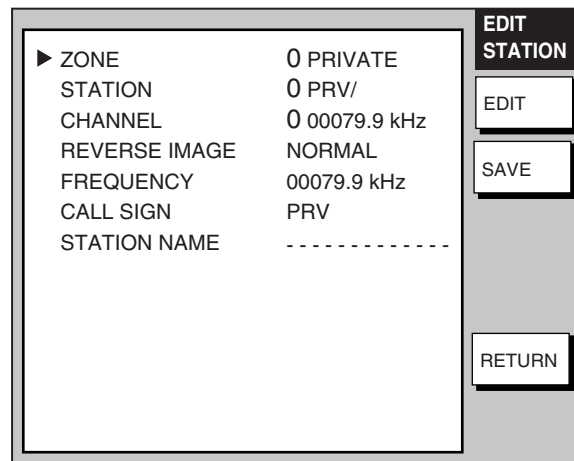 ZONE 0 PRIVATE
STATION 0 PRV/
CHANNEL 0 00079.9 kHz
REVERSE IMAGE NORMAL
FREQUENCY 00079.9 kHz
CALL SIGN PRV
STATION NAME - - - - - - - - - - - - -
EDIT
STATION
EDIT
SAVE
RETURN